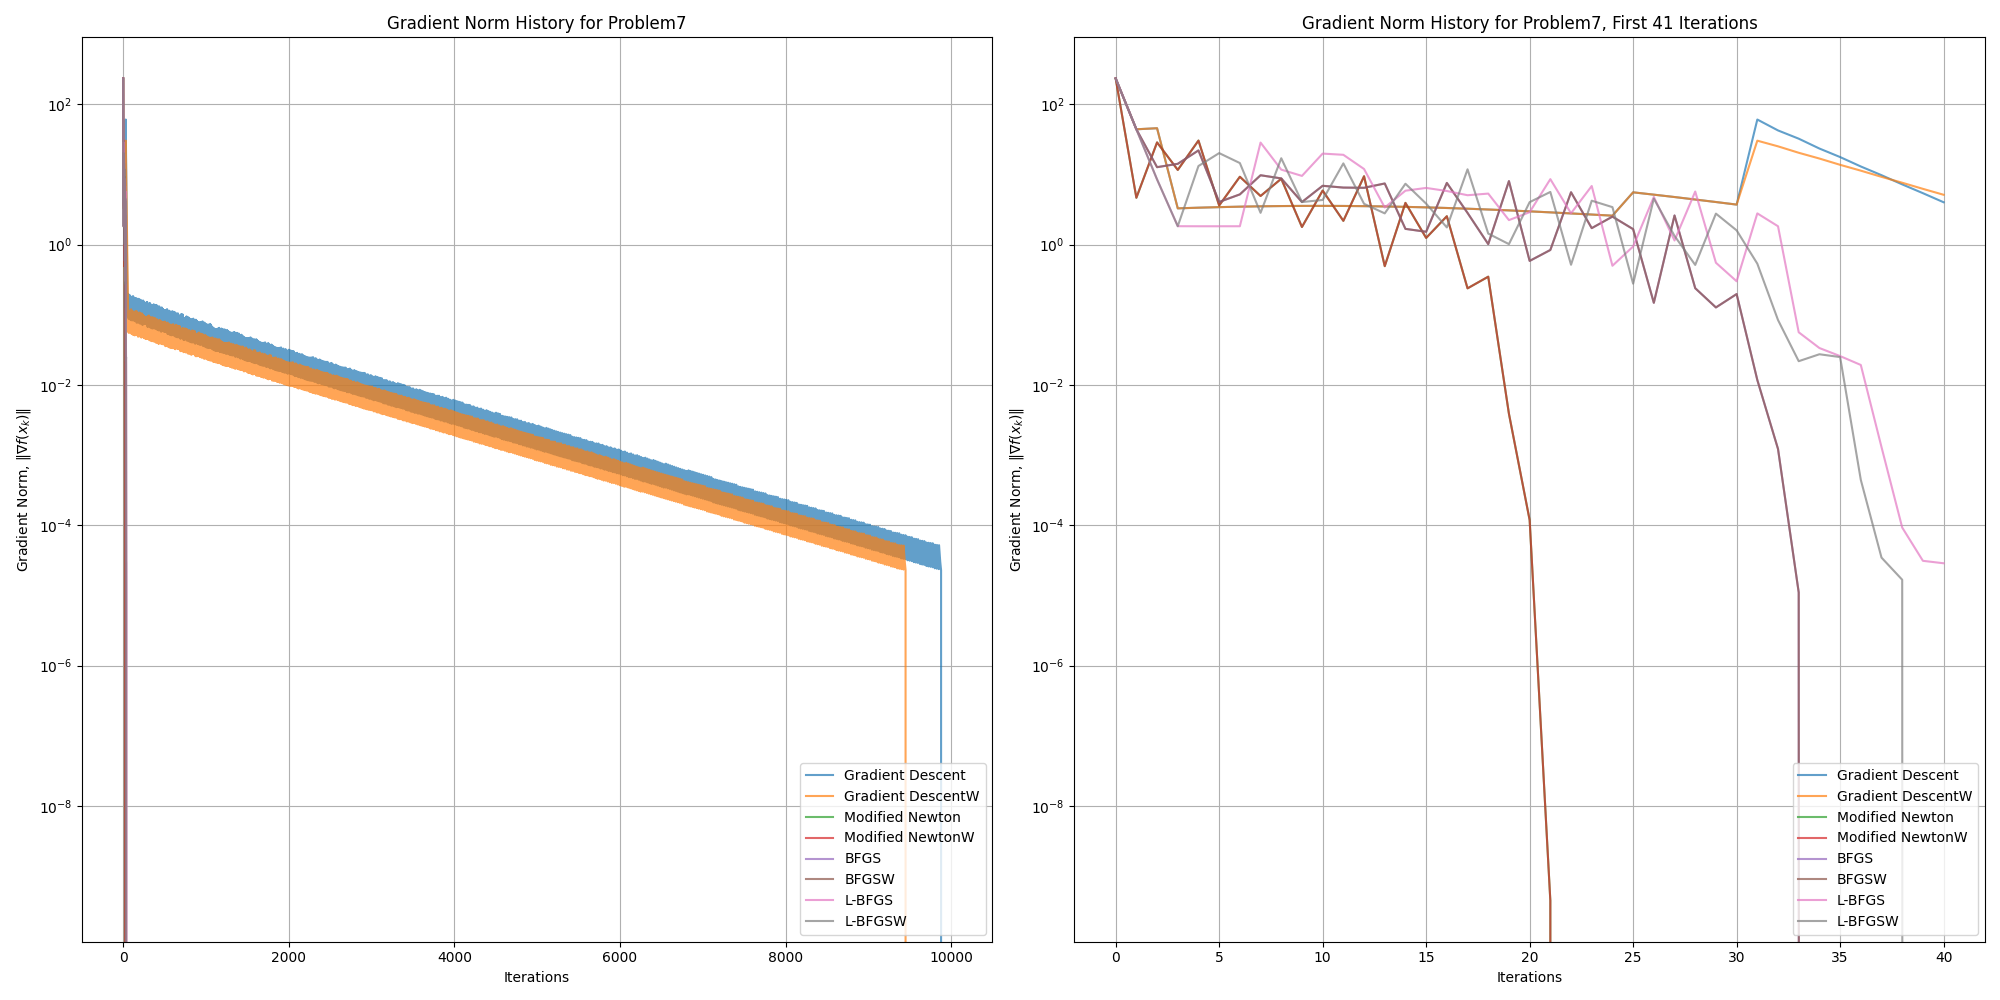 Gradient Norm History for Problem7
Gradient Norm, ‖∇f(x_k)‖
10^2
10^0
10^−2
10^−4
10^−6
10^−8
0
2000
4000
6000
8000
10000
Iterations
Gradient Descent
Gradient DescentW
Modified Newton
Modified NewtonW
BFGS
BFGSW
L-BFGS
L-BFGSW
Gradient Norm History for Problem7, First 41 Iterations
Gradient Norm, ‖∇f(x_k)‖
10^2
10^0
10^−2
10^−4
10^−6
10^−8
0
5
10
15
20
25
30
35
40
Iterations
Gradient Descent
Gradient DescentW
Modified Newton
Modified NewtonW
BFGS
BFGSW
L-BFGS
L-BFGSW